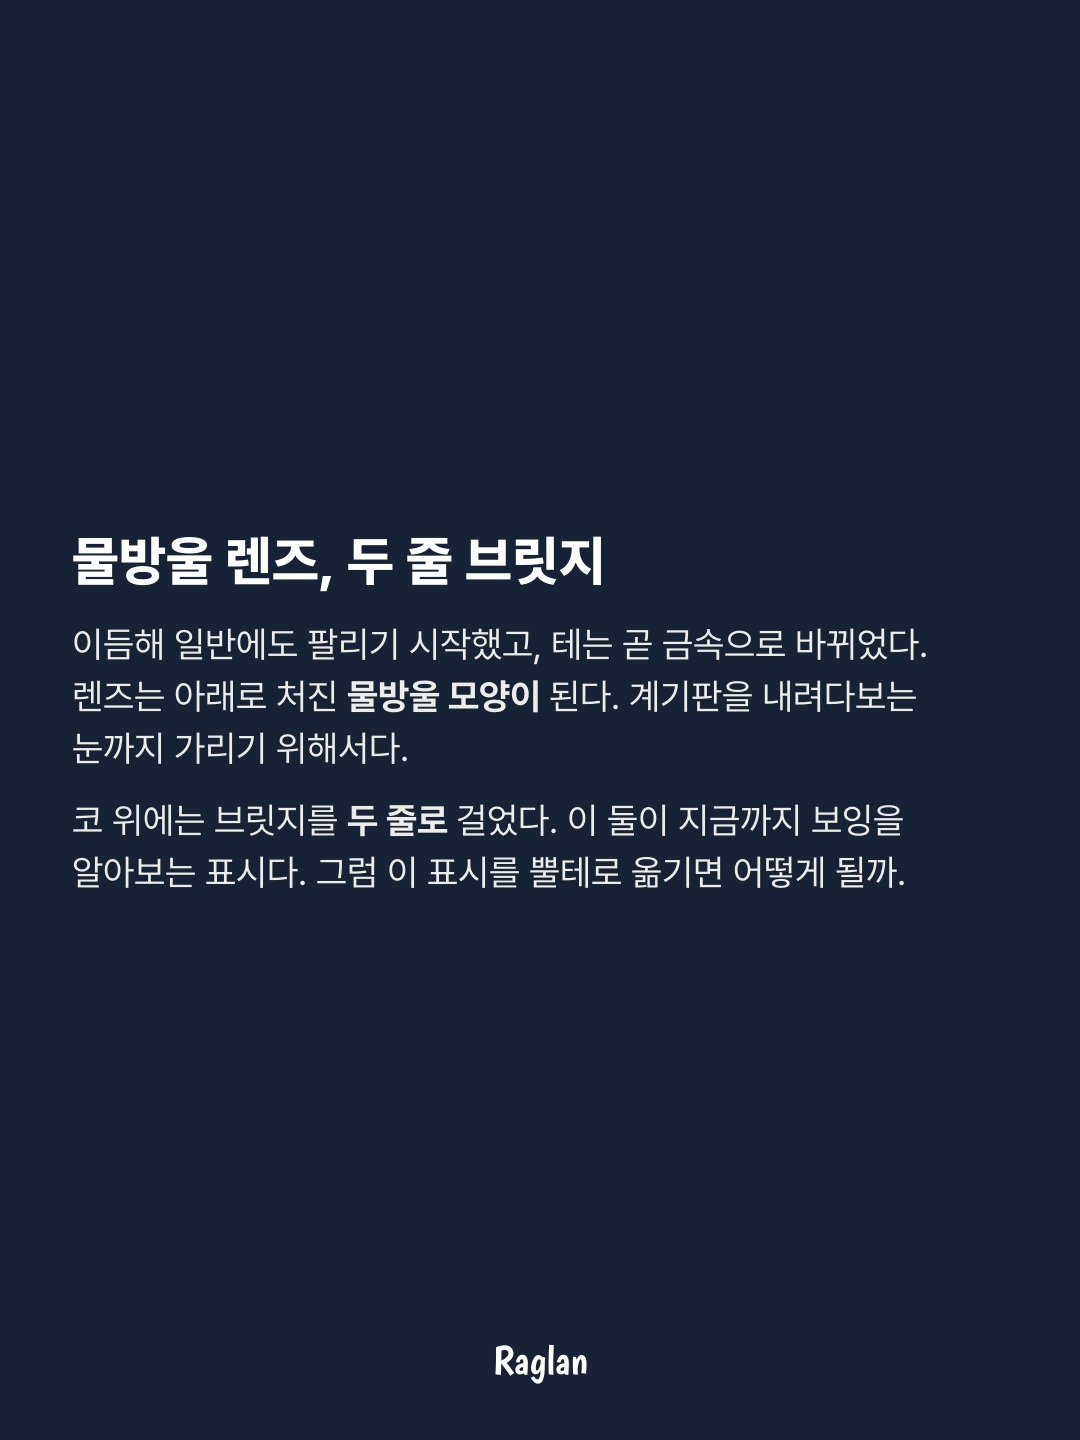 물방울 렌즈, 두 줄 브릿지
이듬해 일반에도 팔리기 시작했고, 테는 곧 금속으로 바뀌었다.
렌즈는 아래로 처진 물방울 모양이 된다. 계기판을 내려다보는
눈까지 가리기 위해서다.
코 위에는 브릿지를 두 줄로 걸었다. 이 둘이 지금까지 보잉을
알아보는 표시다. 그럼 이 표시를 뿔테로 옮기면 어떻게 될까.
Raglan